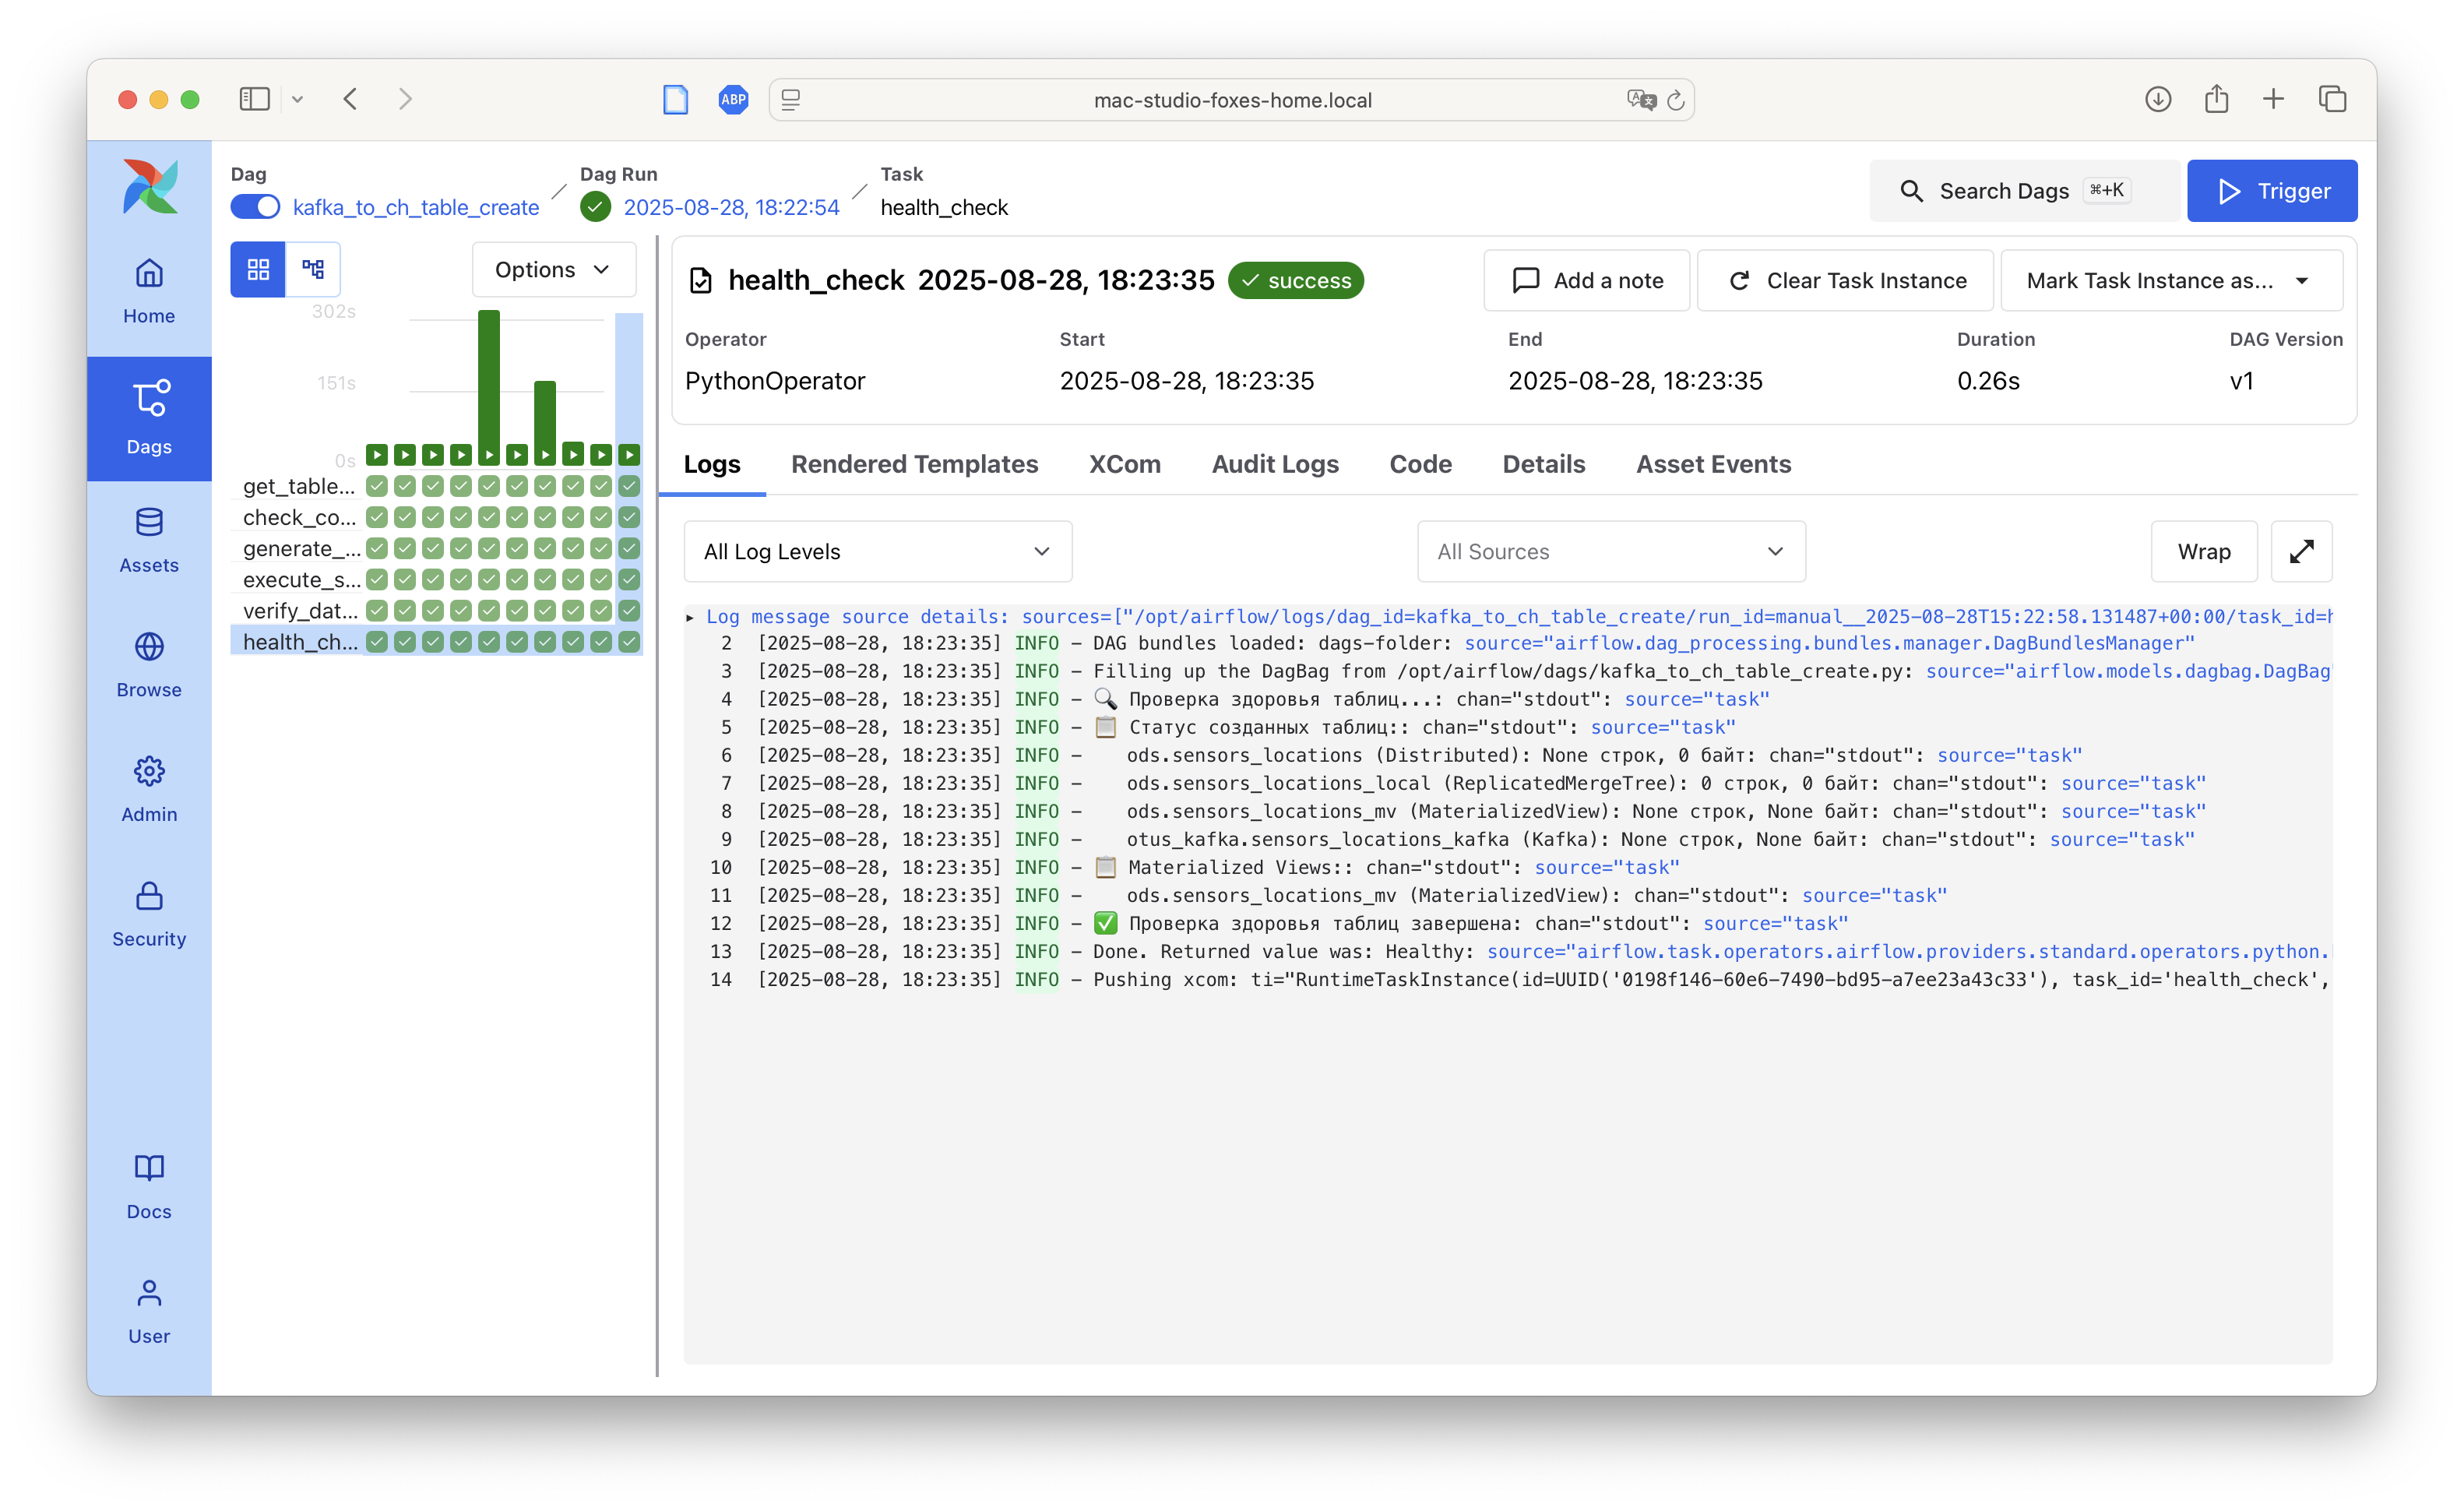 ABP
mac-studio-foxes-home.local
Dag
kafka_to_ch_table_create
Dag Run
2025-08-28, 18:22:54
Task
health_check
Search Dags ⌘+K
Trigger
Home
Dags
Assets
Browse
Admin
Security
Docs
User
Options
302s
151s
0s
get_table...
check_co...
generate_...
execute_s...
verify_dat...
health_ch...
health_check 2025-08-28, 18:23:35 success
Add a note
Clear Task Instance
Mark Task Instance as...
Operator Start End Duration DAG Version
PythonOperator 2025-08-28, 18:23:35 2025-08-28, 18:23:35 0.26s v1
Logs Rendered Templates XCom Audit Logs Code Details Asset Events
All Log Levels All Sources Wrap
▸ Log message source details: sources=["/opt/airflow/logs/dag_id=kafka_to_ch_table_create/run_id=manual__2025-08-28T15:22:58.131487+00:00/task_id=h
2 [2025-08-28, 18:23:35] INFO - DAG bundles loaded: dags-folder: source="airflow.dag_processing.bundles.manager.DagBundlesManager"
3 [2025-08-28, 18:23:35] INFO - Filling up the DagBag from /opt/airflow/dags/kafka_to_ch_table_create.py: source="airflow.models.dagbag.DagBag"
4 [2025-08-28, 18:23:35] INFO - 🔍 Проверка здоровья таблиц...: chan="stdout": source="task"
5 [2025-08-28, 18:23:35] INFO - 📋 Статус созданных таблиц:: chan="stdout": source="task"
6 [2025-08-28, 18:23:35] INFO - ods.sensors_locations (Distributed): None строк, 0 байт: chan="stdout": source="task"
7 [2025-08-28, 18:23:35] INFO - ods.sensors_locations_local (ReplicatedMergeTree): 0 строк, 0 байт: chan="stdout": source="task"
8 [2025-08-28, 18:23:35] INFO - ods.sensors_locations_mv (MaterializedView): None строк, None байт: chan="stdout": source="task"
9 [2025-08-28, 18:23:35] INFO - otus_kafka.sensors_locations_kafka (Kafka): None строк, None байт: chan="stdout": source="task"
10 [2025-08-28, 18:23:35] INFO - 📋 Materialized Views:: chan="stdout": source="task"
11 [2025-08-28, 18:23:35] INFO - ods.sensors_locations_mv (MaterializedView): chan="stdout": source="task"
12 [2025-08-28, 18:23:35] INFO - ✅ Проверка здоровья таблиц завершена: chan="stdout": source="task"
13 [2025-08-28, 18:23:35] INFO - Done. Returned value was: Healthy: source="airflow.task.operators.airflow.providers.standard.operators.python.
14 [2025-08-28, 18:23:35] INFO - Pushing xcom: ti="RuntimeTaskInstance(id=UUID('0198f146-60e6-7490-bd95-a7ee23a43c33'), task_id='health_check',